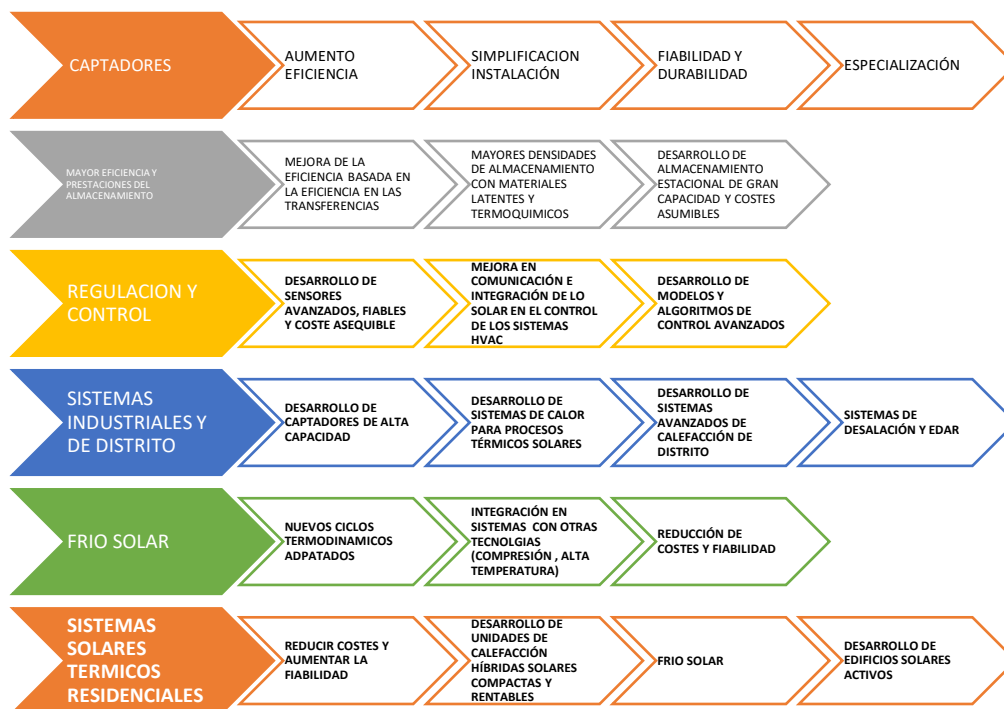 CAPTADORES
AUMENTO
EFICIENCIA
SIMPLIFICACION
INSTALACIÓN
FIABILIDAD Y
DURABILIDAD
ESPECIALIZACIÓN
MAYOR EFICIENCIA Y
PRESTACIONES DEL
ALMACENAMIENTO
MEJORA DE LA
EFICIENCIA BASADA EN
LA EFICIENCIA EN LAS
TRANSFERENCIAS
MAYORES DENSIDADES
DE ALMACENAMIENTO
CON MATERIALES
LATENTES Y
TERMOQUIMICOS
DESARROLLO DE
ALMACENAMIENTO
ESTACIONAL DE GRAN
CAPACIDAD Y COSTES
ASUMIBLES
REGULACION Y
CONTROL
DESARROLLO DE
SENSORES
AVANZADOS, FIABLES
Y COSTE ASEQUIBLE
MEJORA EN
COMUNICACIÓN E
INTEGRACIÓN DE LO
SOLAR EN EL CONTROL
DE LOS SISTEMAS
HVAC
DESARROLLO DE
MODELOS Y
ALGORITMOS DE
CONTROL AVANZADOS
SISTEMAS
INDUSTRIALES Y
DE DISTRITO
DESARROLLO DE
CAPTADORES DE ALTA
CAPACIDAD
DESARROLLO DE
SISTEMAS DE CALOR
PARA PROCESOS
TÉRMICOS SOLARES
DESARROLLO DE
SISTEMAS
AVANZADOS DE
CALEFACCIÓN DE
DISTRITO
SISTEMAS DE
DESALACIÓN Y EDAR
FRIO SOLAR
NUEVOS CICLOS
TERMODINAMICOS
ADPATADOS
INTEGRACIÓN EN
SISTEMAS CON OTRAS
TECNOLGIAS
(COMPRESIÓN , ALTA
TEMPERATURA)
REDUCCIÓN DE
COSTES Y FIABILIDAD
SISTEMAS
SOLARES
TERMICOS
RESIDENCIALES
REDUCIR COSTES Y
AUMENTAR LA
FIABILIDAD
DESARROLLO DE
UNIDADES DE
CALEFACCIÓN
HÍBRIDAS SOLARES
COMPACTAS Y
RENTABLES
FRIO SOLAR
DESARROLLO DE
EDIFICIOS SOLARES
ACTIVOS